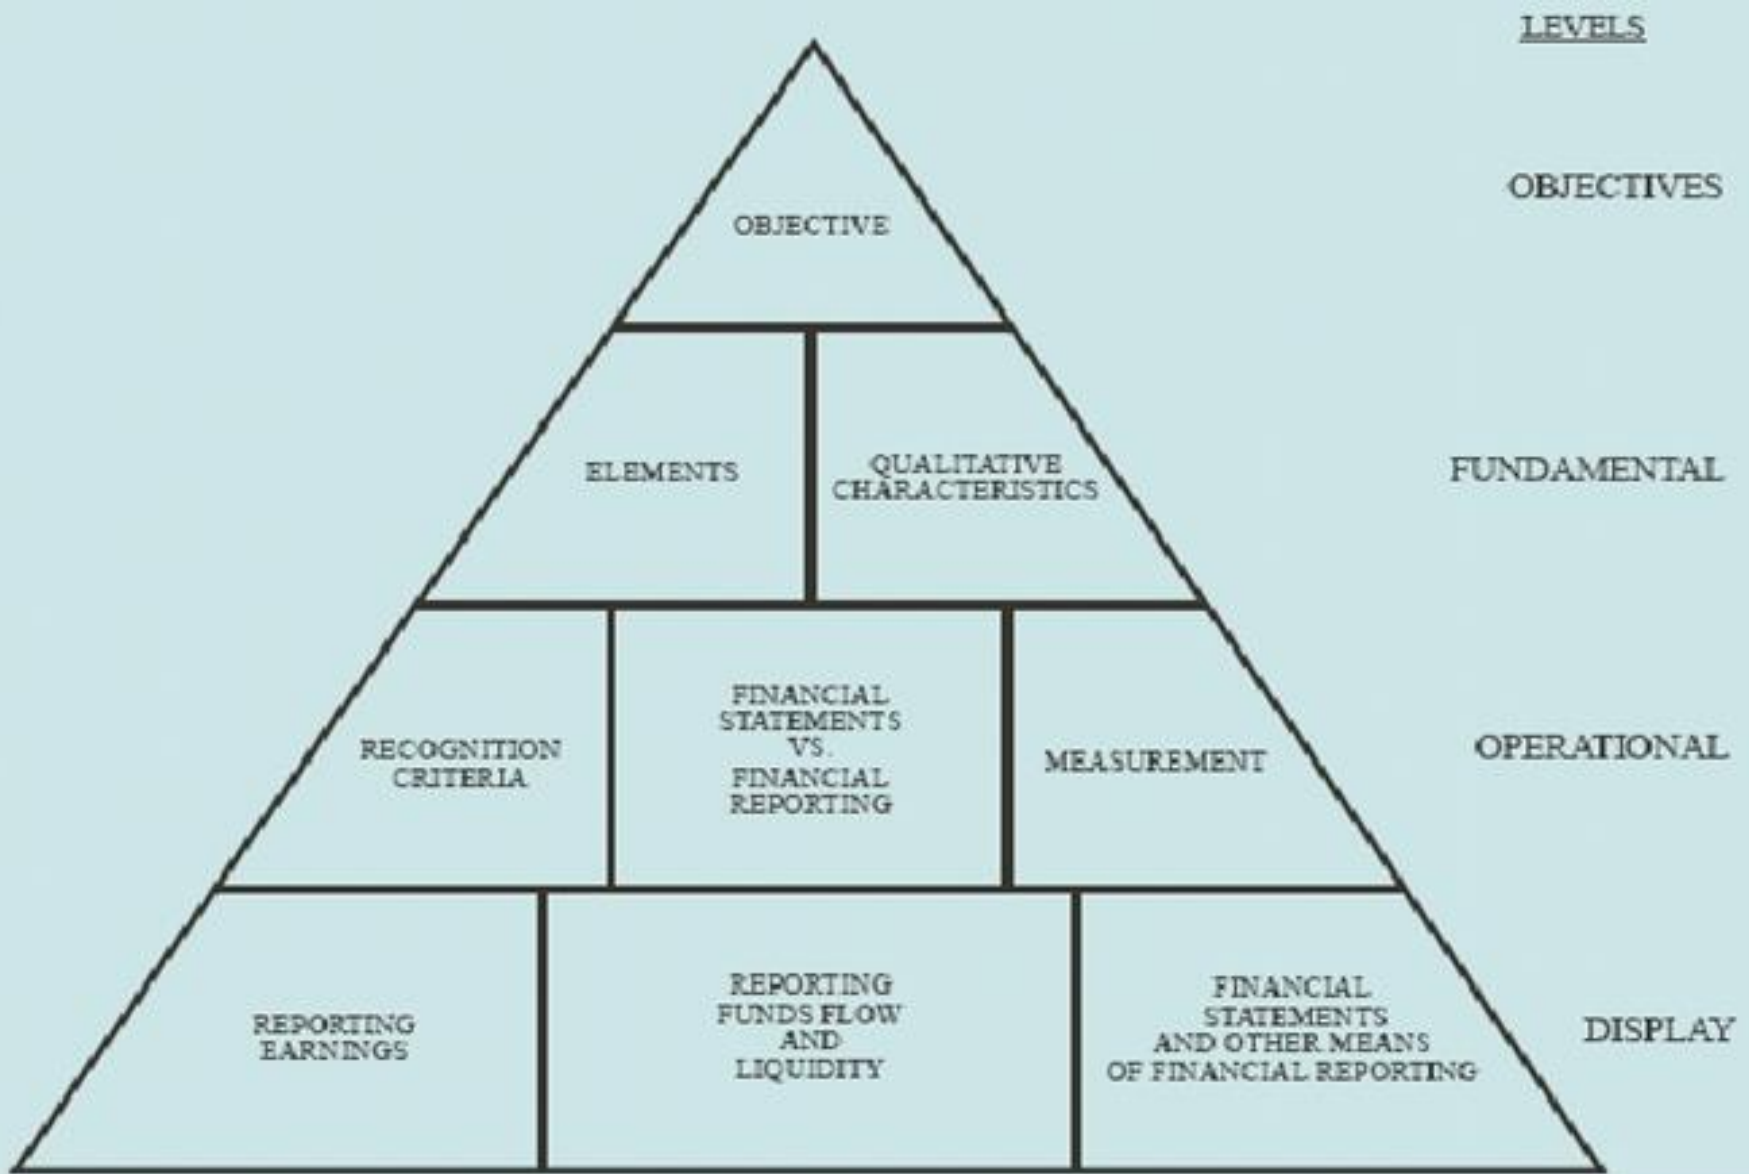 LEVELS
OBJECTIVES
OBJECTIVE
ELEMENTS
QUALITATIVE
CHARACTERISTICS
FUNDAMENTAL
RECOGNITION
CRITERIA
FINANCIAL
STATEMENTS
VS.
FINANCIAL
REPORTING
MEASUREMENT
OPERATIONAL
REPORTING
EARNINGS
REPORTING
FUNDS FLOW
AND
LIQUIDITY
FINANCIAL
STATEMENTS
AND OTHER MEANS
OF FINANCIAL REPORTING
DISPLAY